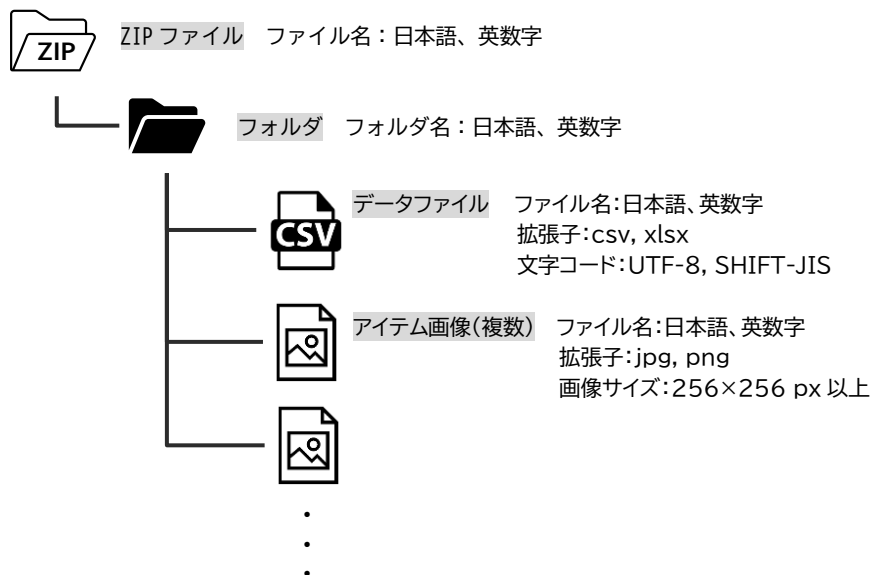 ZIP ZIP ファイル ファイル名：日本語、英数字
フォルダ フォルダ名：日本語、英数字
データファイル ファイル名：日本語、英数字
CSV 拡張子：csv, xlsx
文字コード：UTF-8, SHIFT-JIS
アイテム画像（複数） ファイル名：日本語、英数字
拡張子：jpg, png
画像サイズ：256×256 px 以上